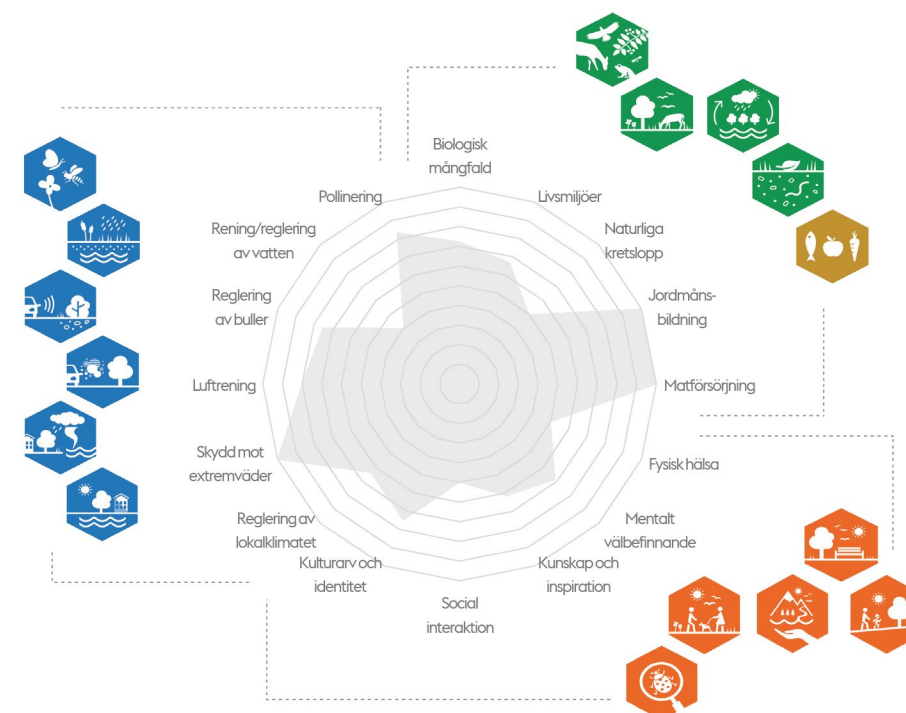 Biologisk
mångfald
Livsmiljöer
Naturliga
kretslopp
Jordmåns-
bildning
Matförsörjning
Fysisk hälsa
Mentalt
välbefinnande
Kunskap och
inspiration
Social
interaktion
Kulturarv och
identitet
Reglering av
lokalklimatet
Skydd mot
extremväder
Luftrening
Reglering
av buller
Rening/reglering
av vatten
Pollinering